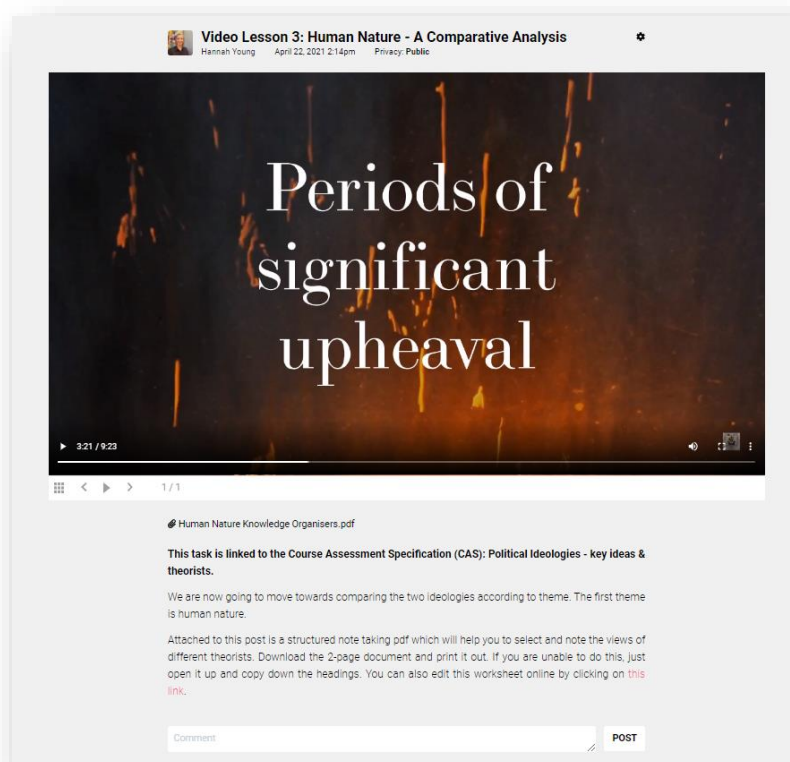 Video Lesson 3: Human Nature - A Comparative Analysis
Hannah Young April 22, 2021 2:14pm Privacy: Public
Periods of
significant
upheaval
3:21 / 9:23
1 / 1
Human Nature Knowledge Organisers.pdf
This task is linked to the Course Assessment Specification (CAS): Political Ideologies - key ideas &
theorists.
We are now going to move towards comparing the two ideologies according to theme. The first theme
is human nature.
Attached to this post is a structured note taking pdf which will help you to select and note the views of
different theorists. Download the 2-page document and print it out. If you are unable to do this, just
open it up and copy down the headings. You can also edit this worksheet online by clicking on this
link.
Comment
POST